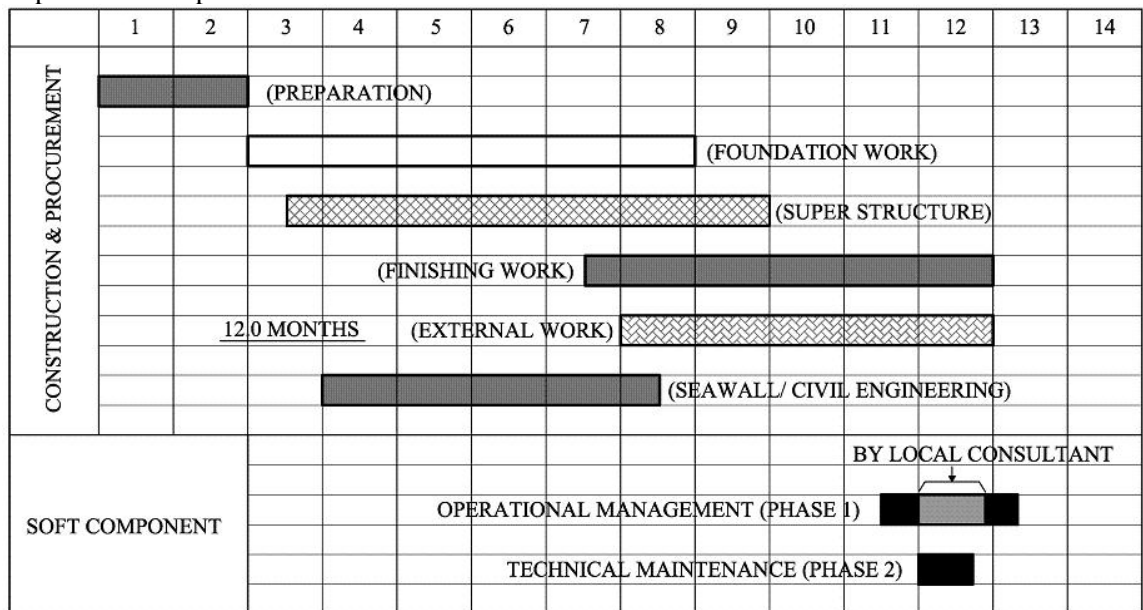 1 2 3 4 5 6 7 8 9 10 11 12 13 14
CONSTRUCTION & PROCUREMENT
(PREPARATION)
(FOUNDATION WORK)
(SUPER STRUCTURE)
(FINISHING WORK)
12.0 MONTHS (EXTERNAL WORK)
(SEAWALL/ CIVIL ENGINEERING)
BY LOCAL CONSULTANT
SOFT COMPONENT
OPERATIONAL MANAGEMENT (PHASE 1)
TECHNICAL MAINTENANCE (PHASE 2)